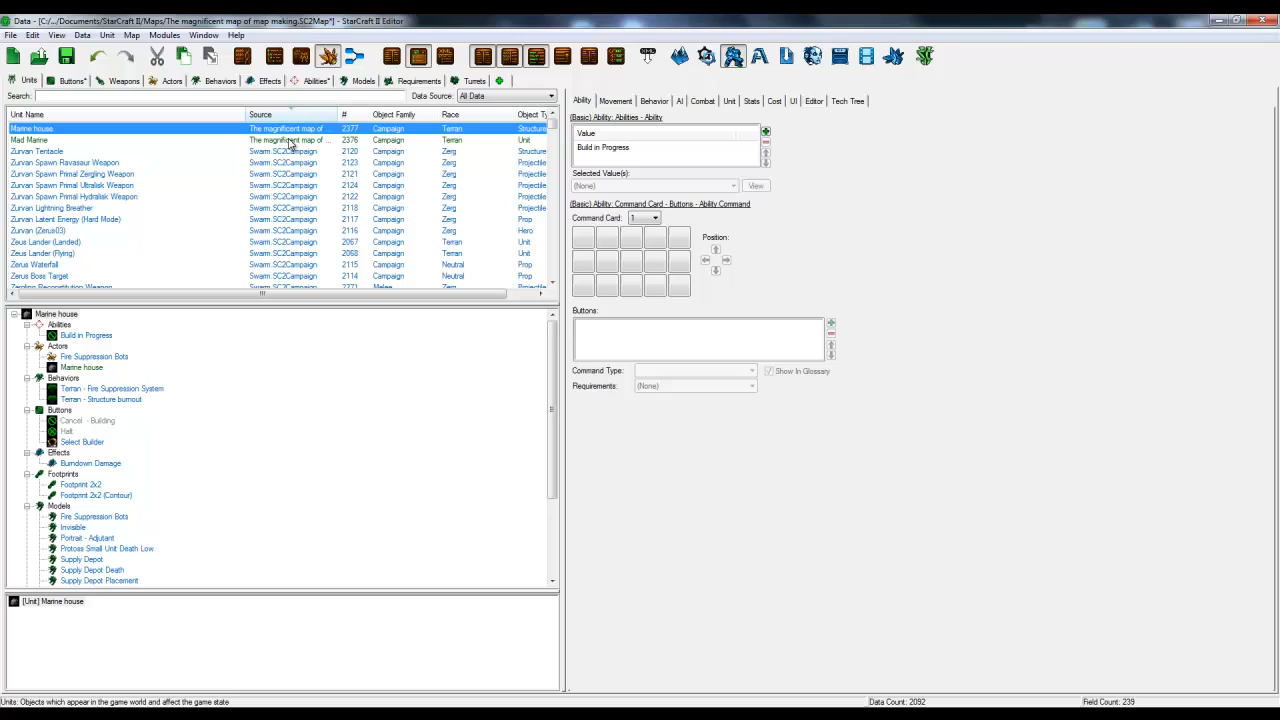 Data - [C:/.../Documents/StarCraft II/Maps/The magnificent map of map making.SC2Map*] - StarCraft II Editor
File Edit View Data Unit Map Modules Window Help
Units Buttons* Weapons Actors Behaviors Effects Abilities* Models Requirements Turrets
Search: Data Source: All Data
Unit Name Source # Object Family Race Object Ty
Marine house The magnificent map of ... 2377 Campaign Terran Structure
Mad Marine The magnificent map of ... 2376 Campaign Terran Unit
Zurvan Tentacle Swarm.SC2Campaign 2120 Campaign Zerg Structure
Zurvan Spawn Ravasaur Weapon Swarm.SC2Campaign 2123 Campaign Zerg Projectile
Zurvan Spawn Primal Zergling Weapon Swarm.SC2Campaign 2121 Campaign Zerg Projectile
Zurvan Spawn Primal Ultralisk Weapon Swarm.SC2Campaign 2124 Campaign Zerg Projectile
Zurvan Spawn Primal Hydralisk Weapon Swarm.SC2Campaign 2122 Campaign Zerg Projectile
Zurvan Lightning Breather Swarm.SC2Campaign 2118 Campaign Zerg Projectile
Zurvan Latent Energy (Hard Mode) Swarm.SC2Campaign 2117 Campaign Zerg Prop
Zurvan (Zerus03) Swarm.SC2Campaign 2116 Campaign Zerg Hero
Zeus Lander (Landed) Swarm.SC2Campaign 2067 Campaign Terran Unit
Zeus Lander (Flying) Swarm.SC2Campaign 2068 Campaign Terran Unit
Zerus Waterfall Swarm.SC2Campaign 2115 Campaign Neutral Prop
Zerus Boss Target Swarm.SC2Campaign 2114 Campaign Neutral Prop
Zergling Reconstitution Weapon Swarm.SC2Campaign 2271 Melee Zerg Projectile
Marine house
Abilities
Build in Progress
Actors
Fire Suppression Bots
Marine house
Behaviors
Terran - Fire Suppression System
Terran - Structure burnout
Buttons
Cancel - Building
Halt
Select Builder
Effects
Burndown Damage
Footprints
Footprint 2x2
Footprint 2x2 (Contour)
Models
Fire Suppression Bots
Invisible
Portrait - Adjutant
Protoss Small Unit Death Low
Supply Depot
Supply Depot Death
Supply Depot Placement
[Unit] Marine house
Ability Movement Behavior AI Combat Unit Stats Cost UI Editor Tech Tree
(Basic) Ability: Abilities - Ability
Value
Build in Progress
Selected Value(s):
(None) View
(Basic) Ability: Command Card - Buttons - Ability Command
Command Card: 1
Position:
Buttons:
Command Type: Show In Glossary
Requirements: (None)
Units: Objects which appear in the game world and affect the game state Data Count: 2092 Field Count: 239